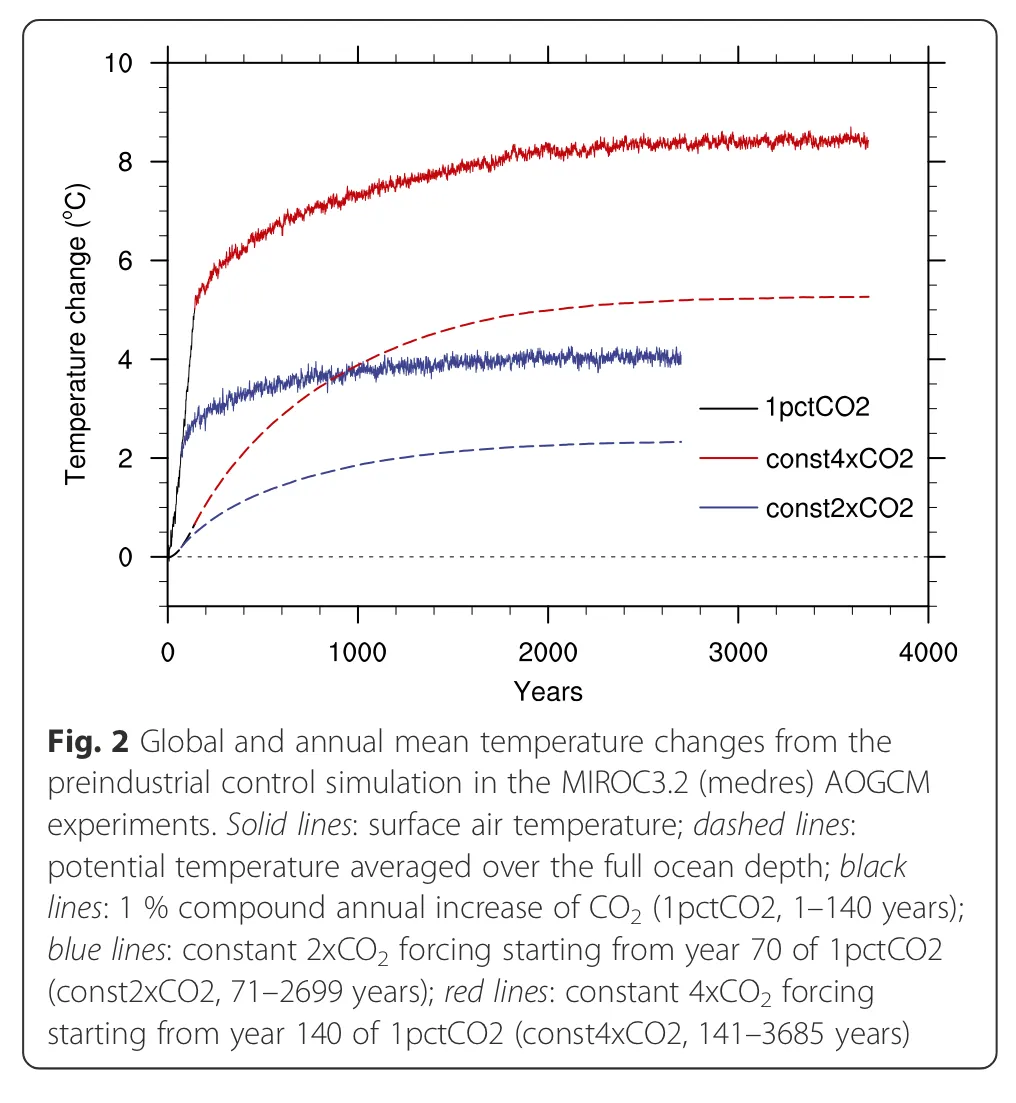 10
8
6
4
2
0
Temperature change (°C)
1pctCO2
const4xCO2
const2xCO2
0 1000 2000 3000 4000
Years
Fig. 2 Global and annual mean temperature changes from the
preindustrial control simulation in the MIROC3.2 (medres) AOGCM
experiments. Solid lines: surface air temperature; dashed lines:
potential temperature averaged over the full ocean depth; black
lines: 1 % compound annual increase of CO₂ (1pctCO2, 1–140 years);
blue lines: constant 2xCO₂ forcing starting from year 70 of 1pctCO2
(const2xCO2, 71–2699 years); red lines: constant 4xCO₂ forcing
starting from year 140 of 1pctCO2 (const4xCO2, 141–3685 years)